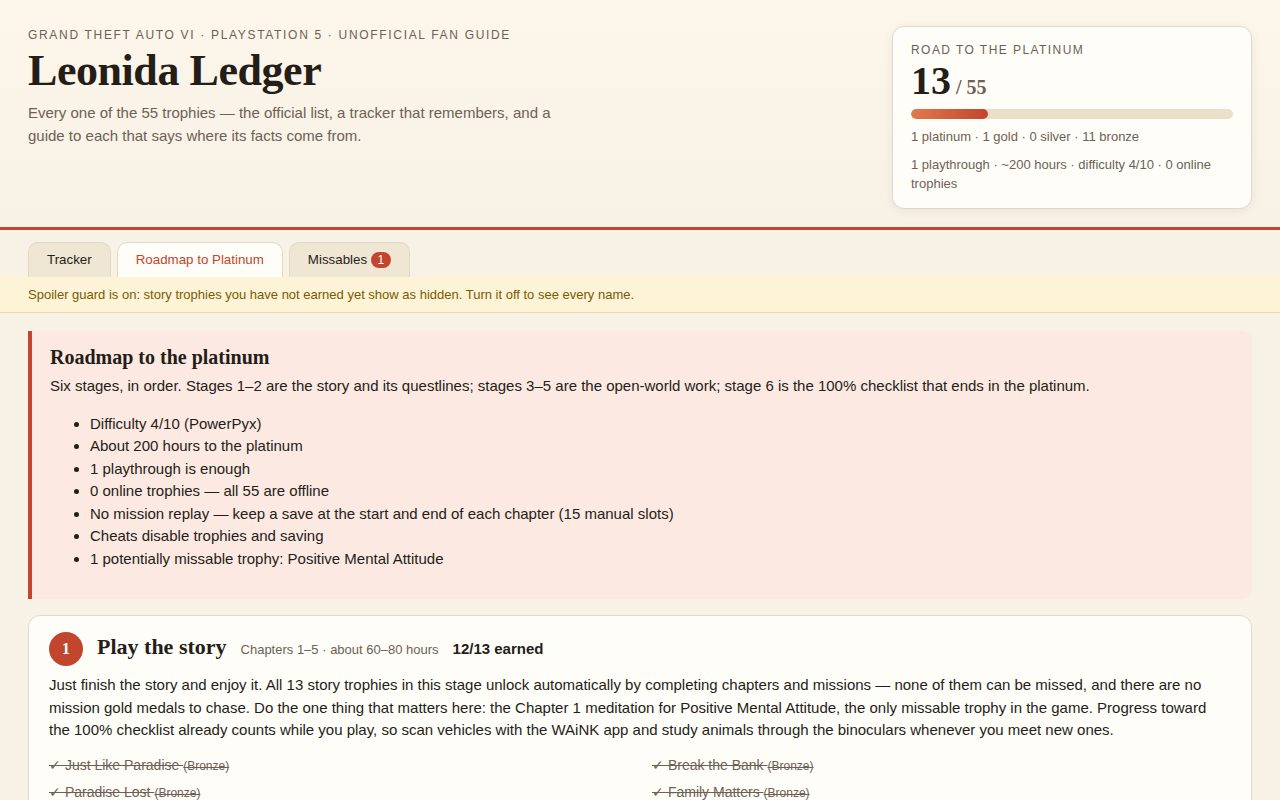 GRAND THEFT AUTO VI · PLAYSTATION 5 · UNOFFICIAL FAN GUIDE
Leonida Ledger
Every one of the 55 trophies — the official list, a tracker that remembers, and a
guide to each that says where its facts come from.
ROAD TO THE PLATINUM
13 / 55
1 platinum · 1 gold · 0 silver · 11 bronze
1 playthrough · ~200 hours · difficulty 4/10 · 0 online
trophies
Tracker
Roadmap to Platinum
Missables 1
Spoiler guard is on: story trophies you have not earned yet show as hidden. Turn it off to see every name.
Roadmap to the platinum
Six stages, in order. Stages 1–2 are the story and its questlines; stages 3–5 are the open-world work; stage 6 is the 100% checklist that ends in the platinum.
• Difficulty 4/10 (PowerPyx)
• About 200 hours to the platinum
• 1 playthrough is enough
• 0 online trophies — all 55 are offline
• No mission replay — keep a save at the start and end of each chapter (15 manual slots)
• Cheats disable trophies and saving
• 1 potentially missable trophy: Positive Mental Attitude
1 Play the story Chapters 1–5 · about 60–80 hours 12/13 earned
Just finish the story and enjoy it. All 13 story trophies in this stage unlock automatically by completing chapters and missions — none of them can be missed, and there are no
mission gold medals to chase. Do the one thing that matters here: the Chapter 1 meditation for Positive Mental Attitude, the only missable trophy in the game. Progress toward
the 100% checklist already counts while you play, so scan vehicles with the WAiNK app and study animals through the binoculars whenever you meet new ones.
✓ Just Like Paradise (Bronze)
✓ Break the Bank (Bronze)
✓ Paradise Lost (Bronze)
✓ Family Matters (Bronze)